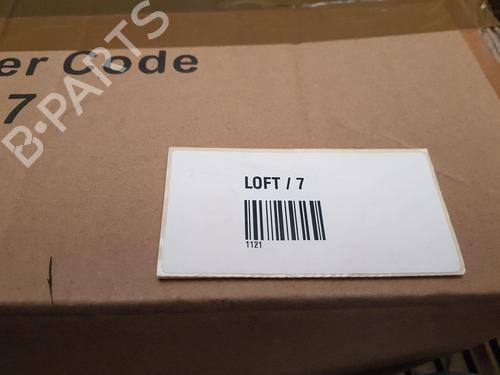 er Code
7
B-PARTS
LOFT / 7
1121